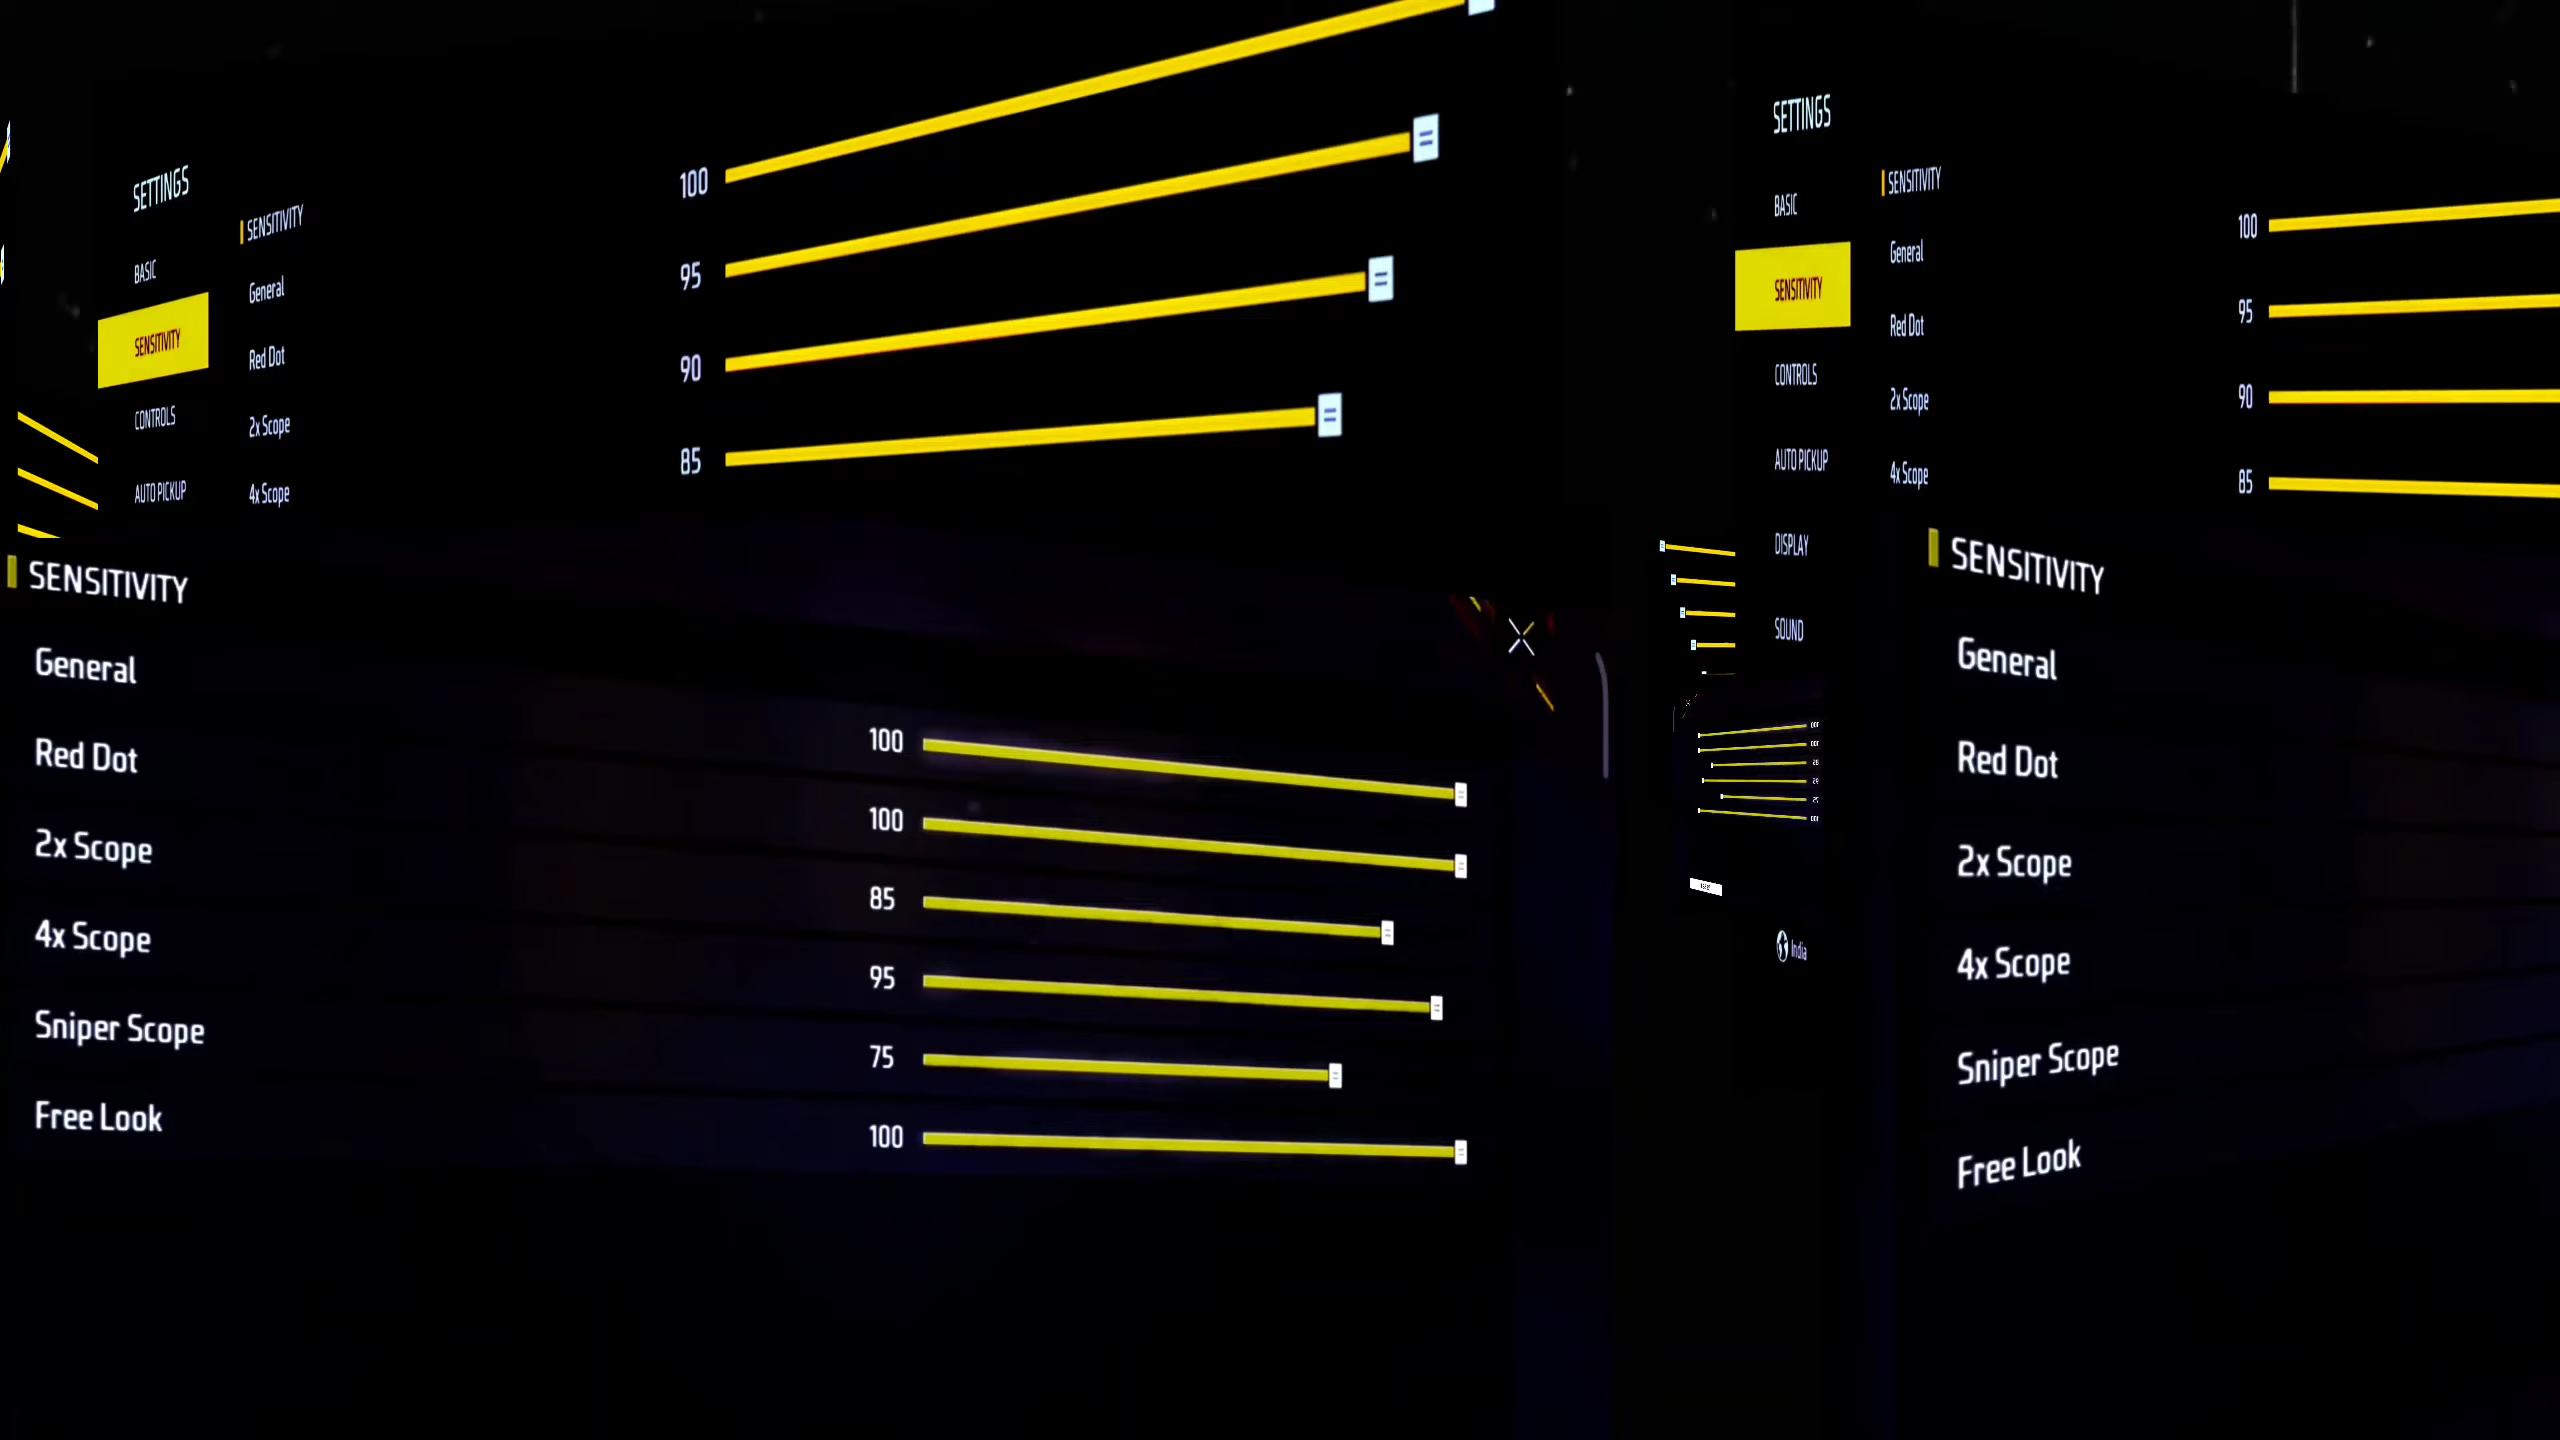 SETTINGS
SENSITIVITY
BASIC
General
SENSITIVITY
Red Dot
CONTROLS
2x Scope
AUTO PICKUP
4x Scope
100
95
90
85
SETTINGS
SENSITIVITY
BASIC
General
SENSITIVITY
Red Dot
CONTROLS
2x Scope
AUTO PICKUP
4x Scope
DISPLAY
SOUND
India
100
95
90
85
SENSITIVITY
General
Red Dot
2x Scope
4x Scope
Sniper Scope
Free Look
100
100
85
95
75
100
SENSITIVITY
General
Red Dot
2x Scope
4x Scope
Sniper Scope
Free Look